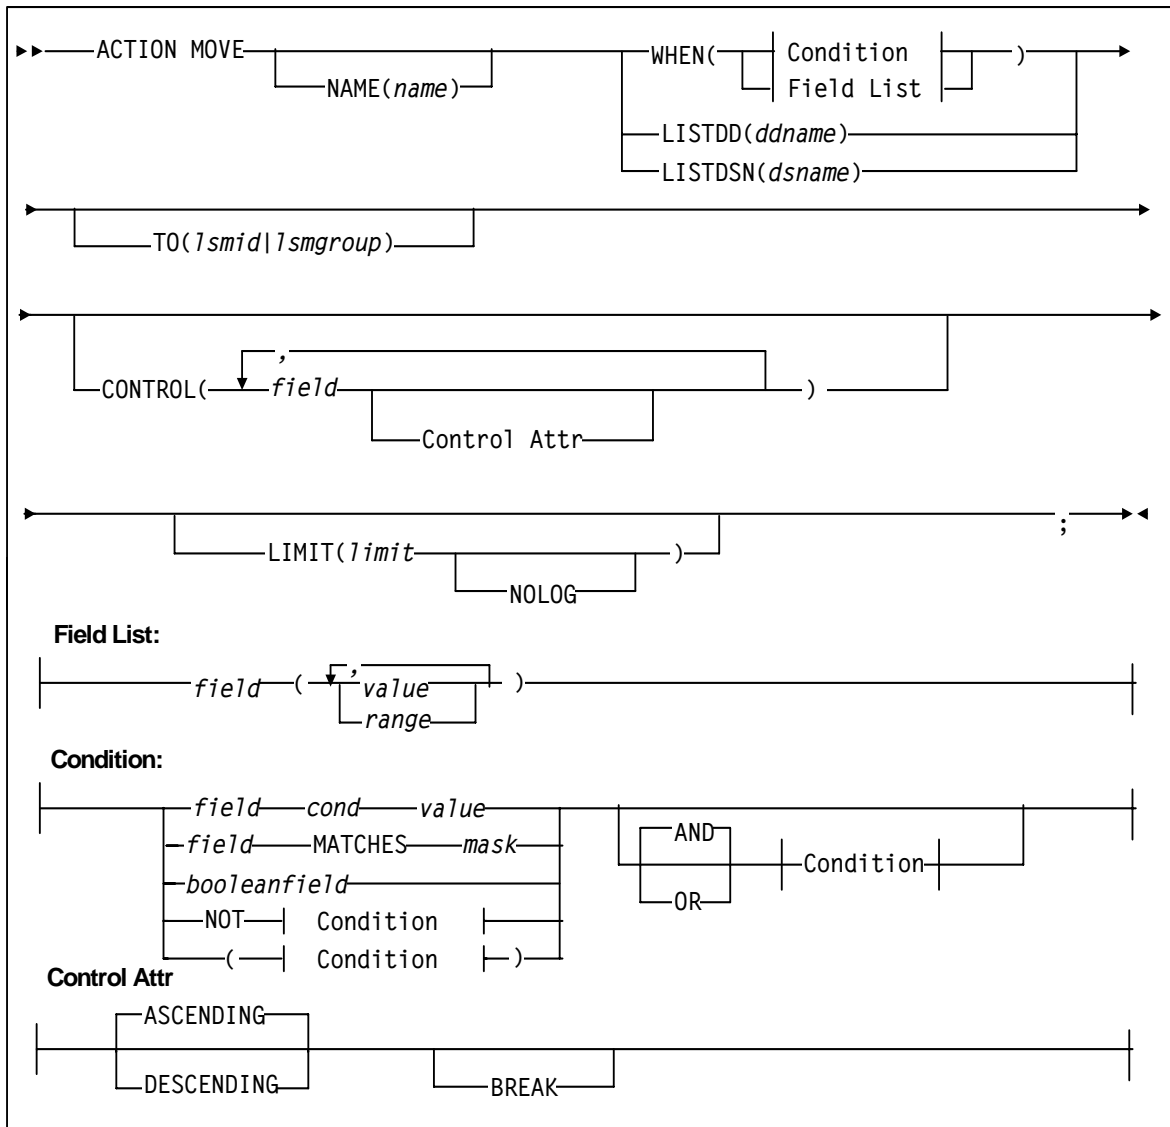 ACTION MOVE WHEN( Condition )
NAME(name) Field List
LISTDD(ddname)
LISTDSN(dsname)
TO(lsmid|lsmgroup)
,
CONTROL( field )
Control Attr
LIMIT(limit ) ;
NOLOG
Field List:
,
field ( value )
range
Condition:
field cond value
field MATCHES mask AND
booleanfield Condition
NOT Condition OR
( Condition )
Control Attr
ASCENDING
DESCENDING BREAK